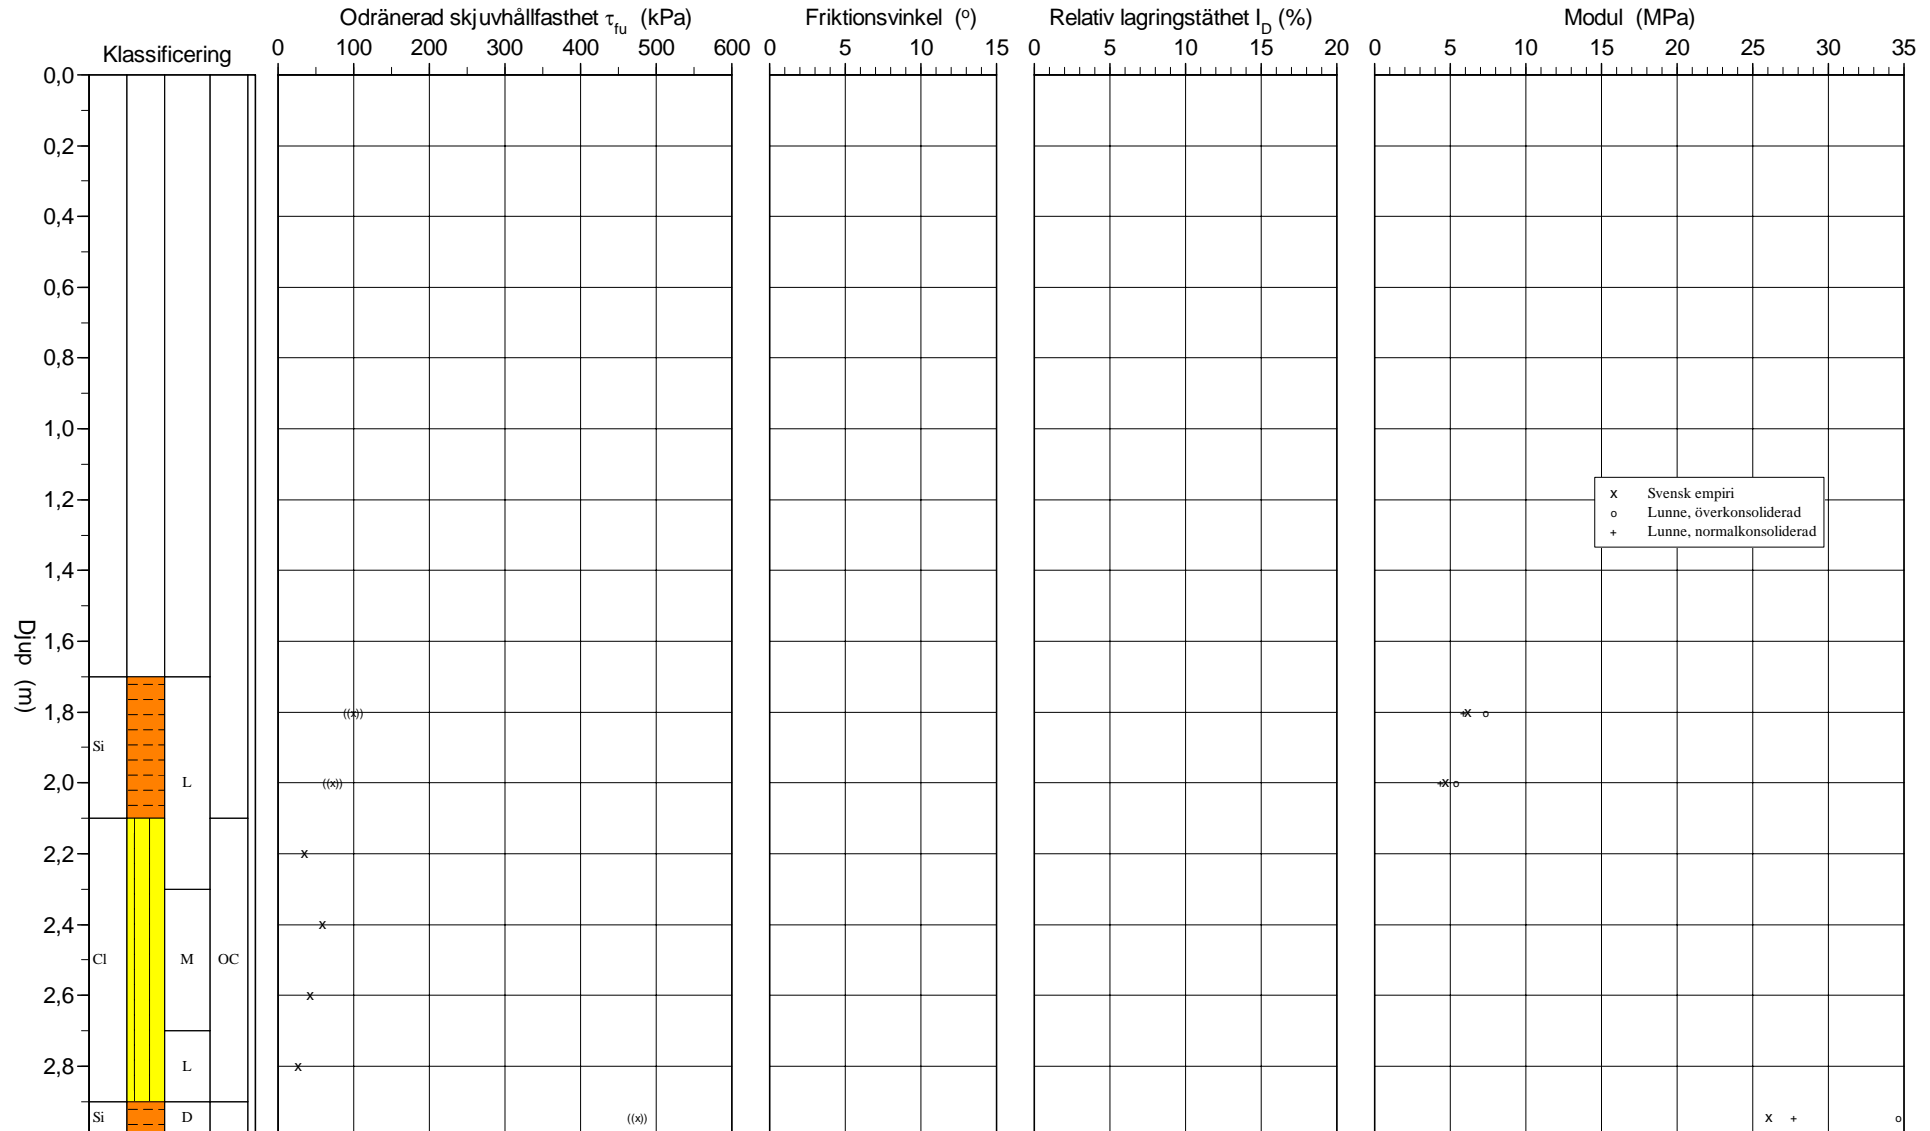 Odränerad skjuvhållfasthet τfu (kPa)
Friktionsvinkel (o)
Relativ lagringstäthet ID (%)
Modul (MPa)
Klassificering
0 100 200 300 400 500 600
0 5 10 15
0 5 10 15 20
0 5 10 15 20 25 30 35
0,0
0,2
0,4
0,6
0,8
1,0
1,2
x Svensk empiri
o Lunne, överkonsoliderad
+ Lunne, normalkonsoliderad
1,4
1,6
Djup (m)
1,8
((x))
x
o
+
Si
2,0
L
((x))
+
x
o
2,2
x
2,4
x
Cl
M
OC
2,6
x
2,8
L
x
Si
D
((x))
x
+
o